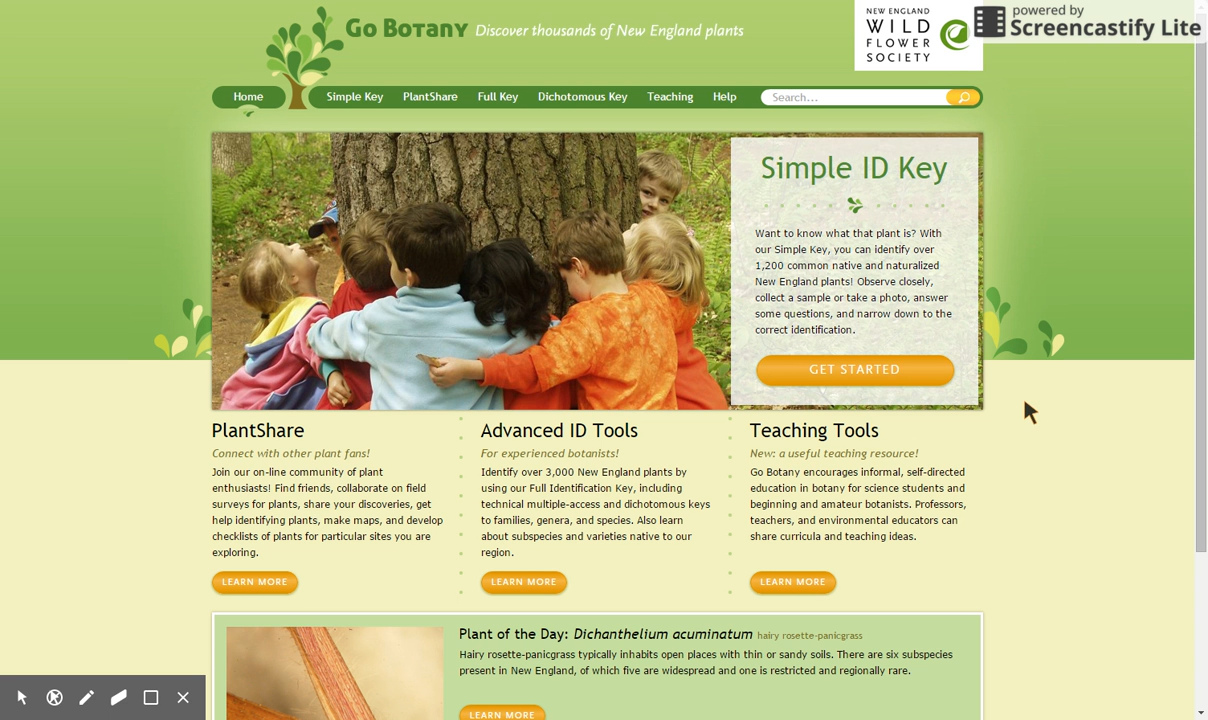 Go Botany Discover thousands of New England plants
NEW ENGLAND
WILD
FLOWER
SOCIETY
powered by
Screencastify Lite
Home Simple Key PlantShare Full Key Dichotomous Key Teaching Help Search...
Simple ID Key
Want to know what that plant is? With
our Simple Key, you can identify over
1,200 common native and naturalized
New England plants! Observe closely,
collect a sample or take a photo, answer
some questions, and narrow down to the
correct identification.
GET STARTED
PlantShare
Connect with other plant fans!
Join our on-line community of plant
enthusiasts! Find friends, collaborate on field
surveys for plants, share your discoveries, get
help identifying plants, make maps, and develop
checklists of plants for particular sites you are
exploring.
LEARN MORE
Advanced ID Tools
For experienced botanists!
Identify over 3,000 New England plants by
using our Full Identification Key, including
technical multiple-access and dichotomous keys
to families, genera, and species. Also learn
about subspecies and varieties native to our
region.
LEARN MORE
Teaching Tools
New: a useful teaching resource!
Go Botany encourages informal, self-directed
education in botany for science students and
beginning and amateur botanists. Professors,
teachers, and environmental educators can
share curricula and teaching ideas.
LEARN MORE
Plant of the Day: Dichanthelium acuminatum hairy rosette-panicgrass
Hairy rosette-panicgrass typically inhabits open places with thin or sandy soils. There are six subspecies
present in New England, of which five are widespread and one is restricted and regionally rare.
LEARN MORE